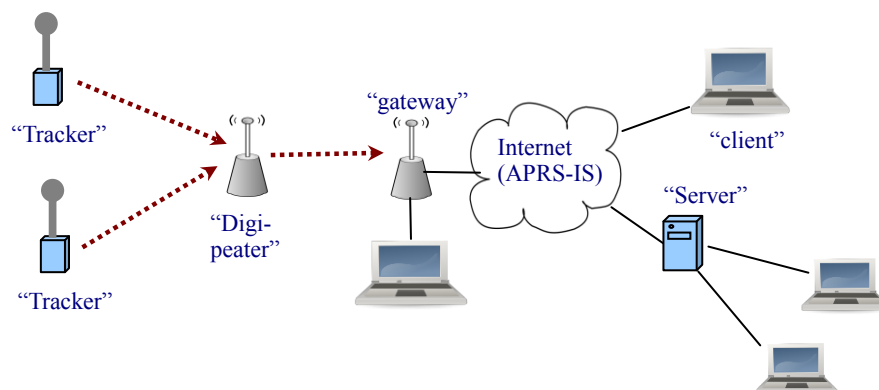 “Tracker”
“Tracker”
“Digi-
peater”
“gateway”
Internet
(APRS-IS)
“client”
“Server”